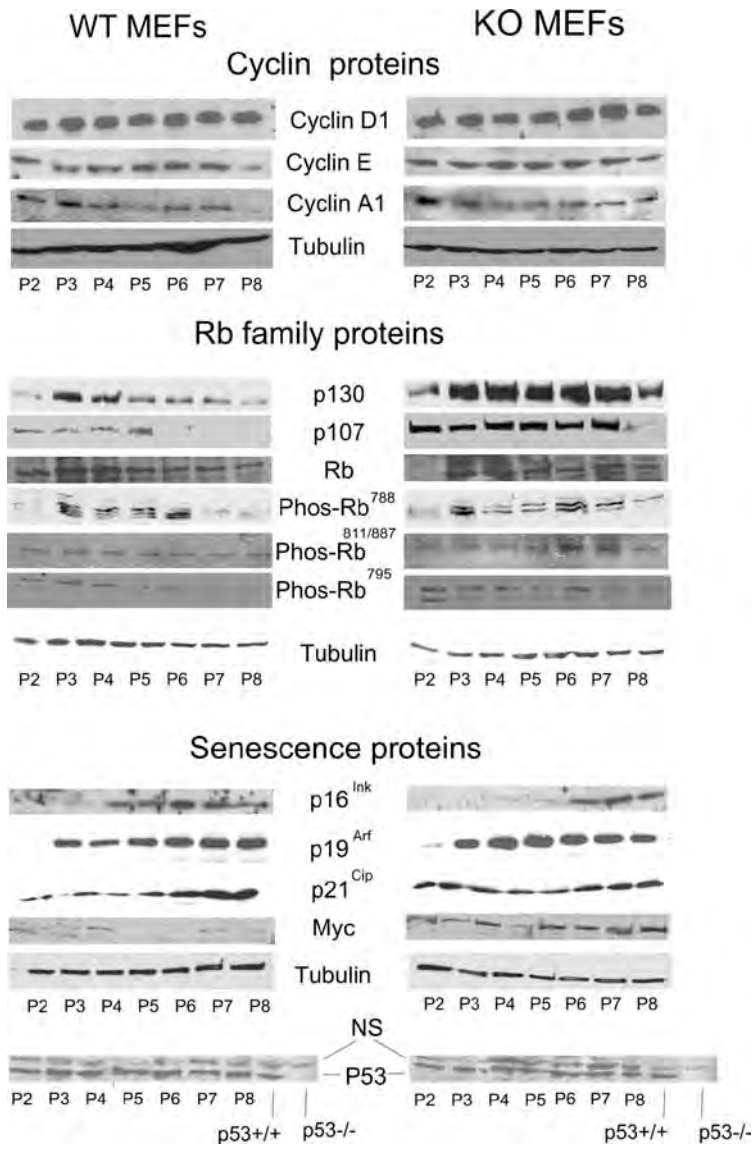 WT MEFs KO MEFs
Cyclin proteins
Cyclin D1
Cyclin E
Cyclin A1
Tubulin
P2 P3 P4 P5 P6 P7 P8 P2 P3 P4 P5 P6 P7 P8
Rb family proteins
p130
p107
Rb
Phos-Rb788
Phos-Rb811/887
Phos-Rb795
Tubulin
P2 P3 P4 P5 P6 P7 P8 P2 P3 P4 P5 P6 P7 P8
Senescence proteins
p16Ink
p19Arf
p21Cip
Myc
Tubulin
P2 P3 P4 P5 P6 P7 P8 P2 P3 P4 P5 P6 P7 P8
NS
P53
P2 P3 P4 P5 P6 P7 P8 P2 P3 P4 P5 P6 P7 P8
p53+/+ p53-/- p53+/+ p53-/-